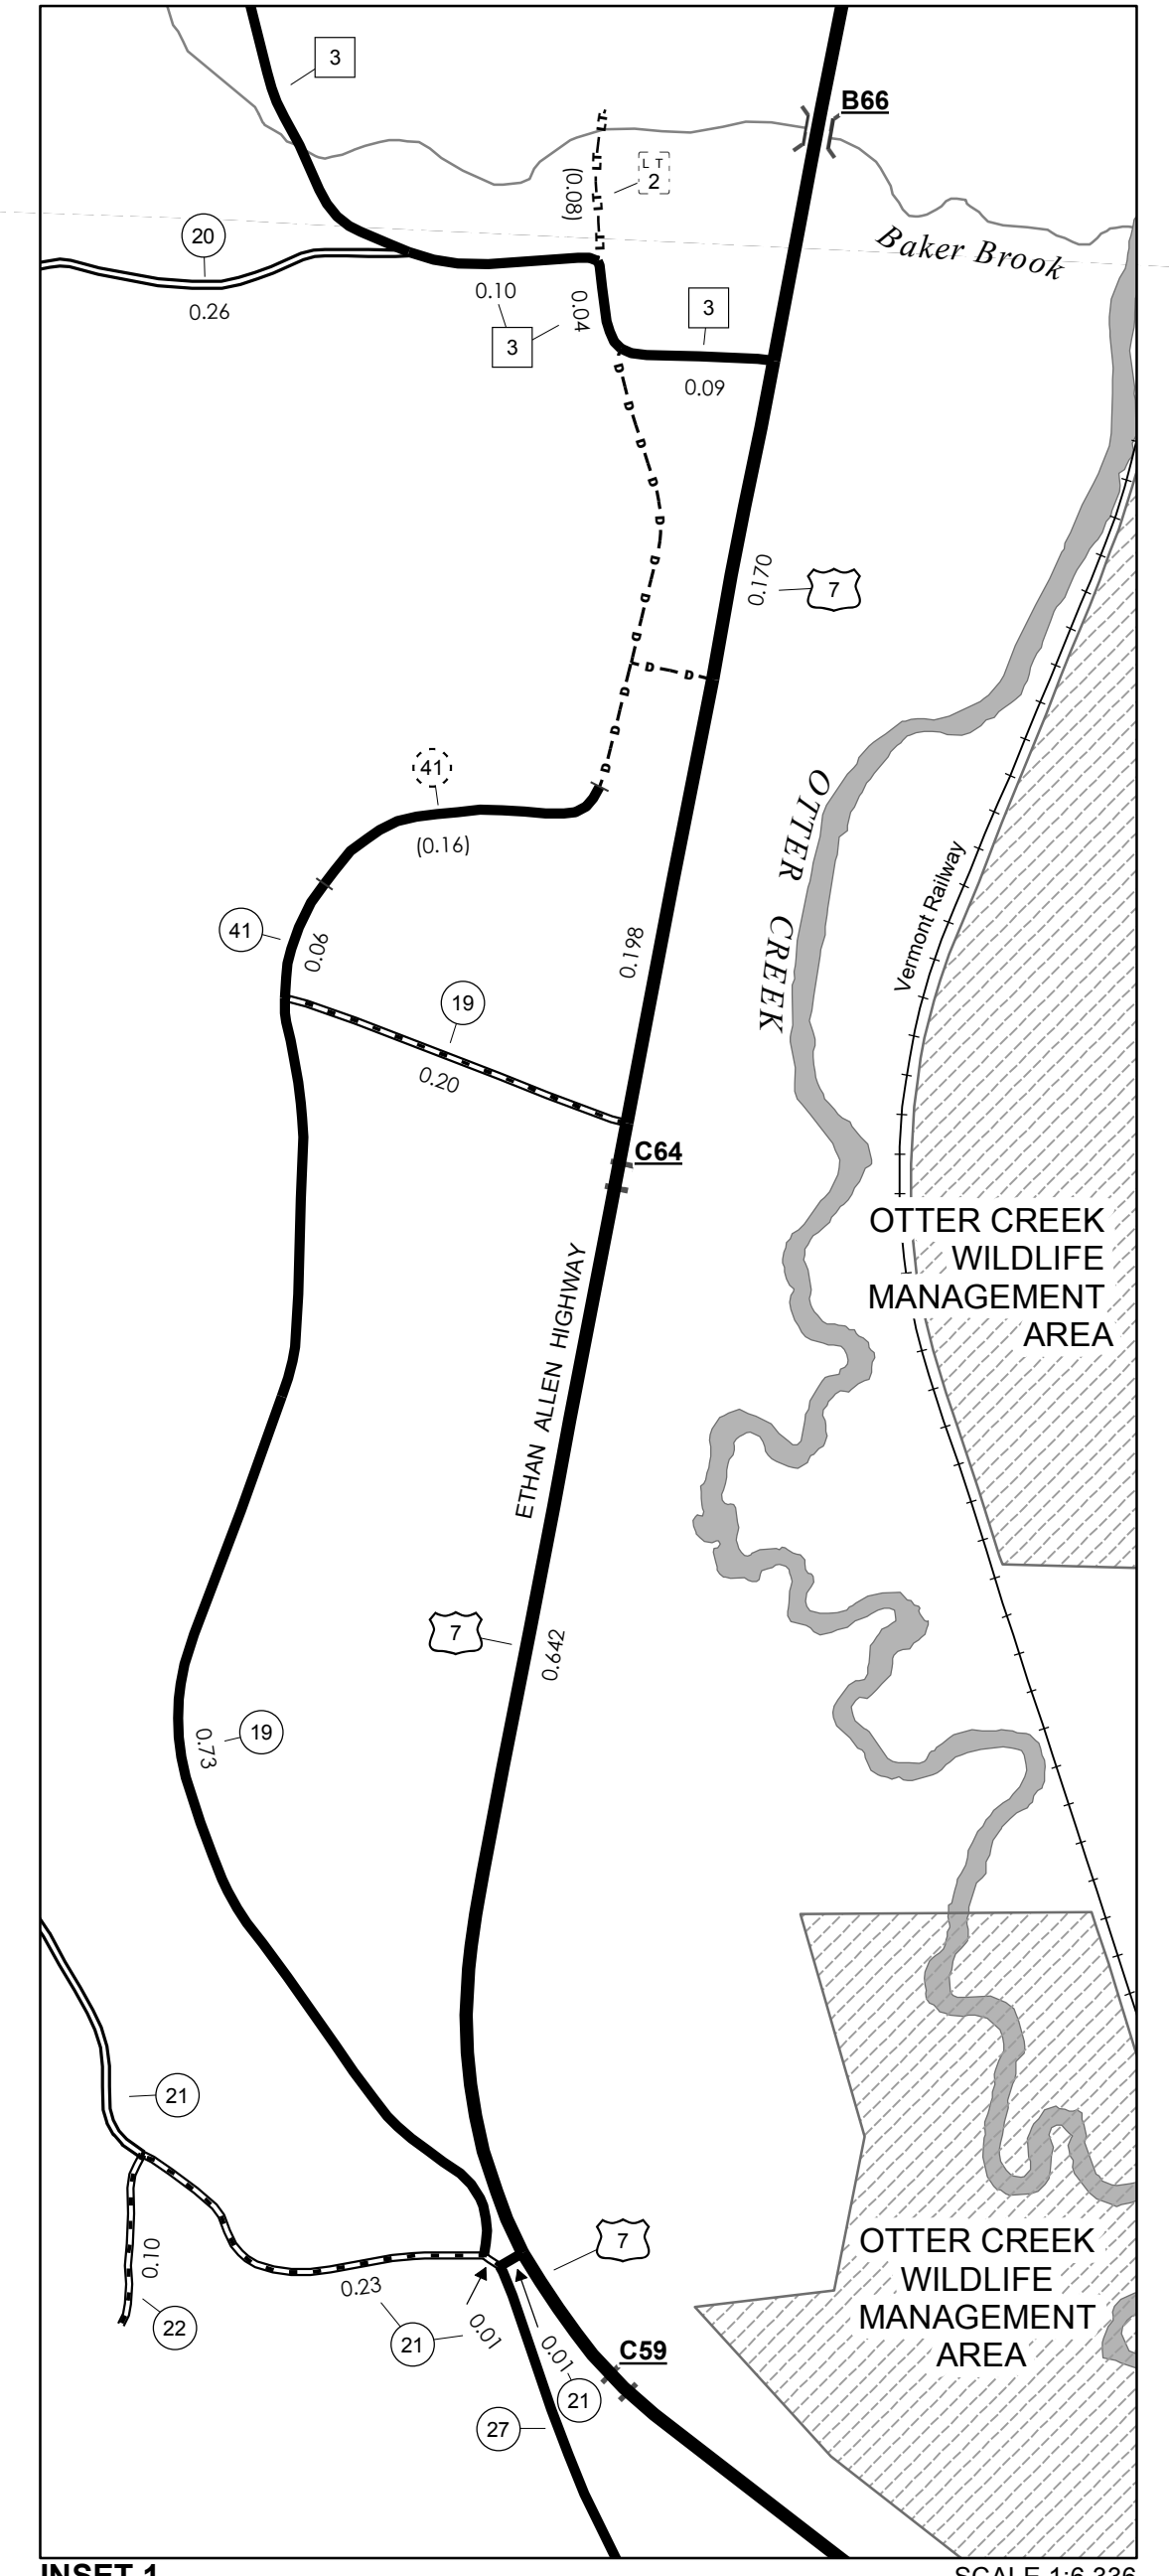 3
B66
L T
2
LT LT LT LT
(0.08)
Baker Brook
20
0.26
0.10
0.04
3
3
0.09
D D D D D D D D D D D D
D D
0.170
7
41
(0.16)
OTTER CREEK
Vermont Railway
41
0.06
0.198
19
0.20
C64
OTTER CREEK
WILDLIFE
MANAGEMENT
AREA
ETHAN ALLEN HIGHWAY
7
0.642
19
0.73
21
7
0.10
22
0.23
21
0.01
0.01
21
C59
27
OTTER CREEK
WILDLIFE
MANAGEMENT
AREA
INSET 1
SCALE 1:6,336